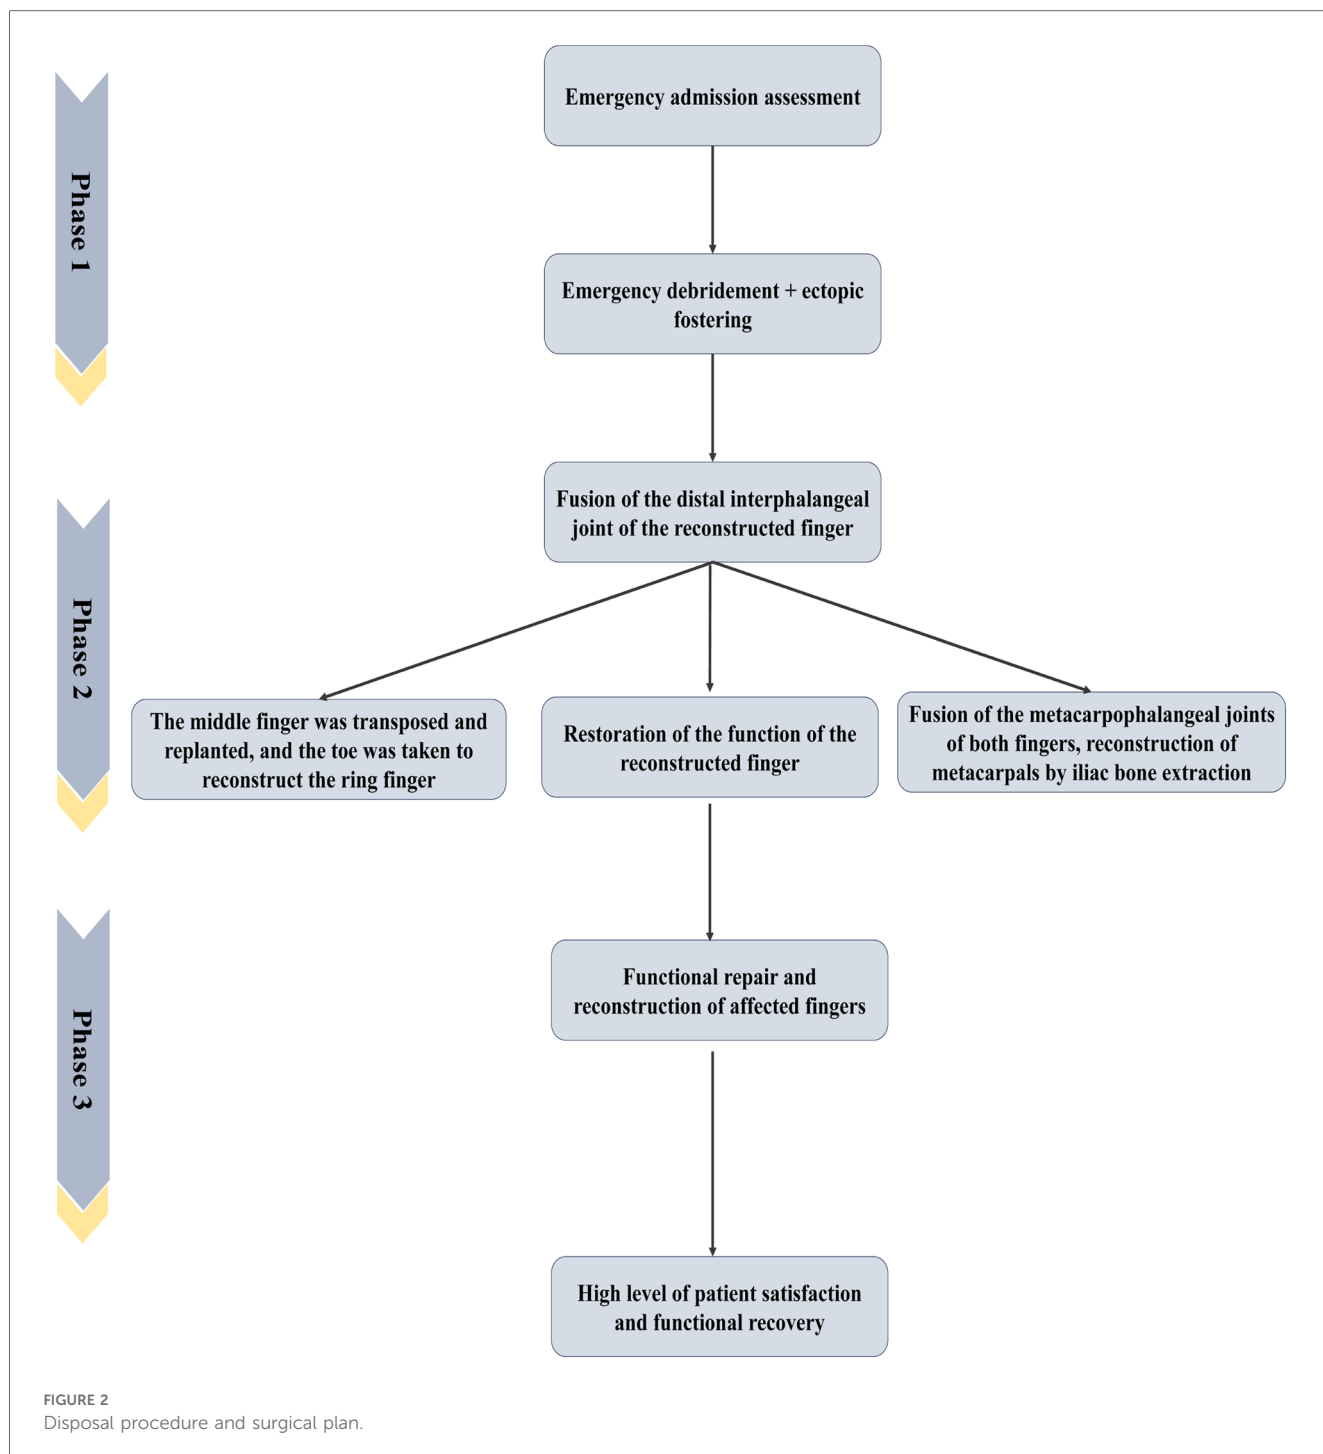 Phase 1
Emergency admission assessment
Emergency debridement + ectopic
fostering
Phase 2
Fusion of the distal interphalangeal
joint of the reconstructed finger
The middle finger was transposed and
replanted, and the toe was taken to
reconstruct the ring finger
Restoration of the function of the
reconstructed finger
Fusion of the metacarpophalangeal joints
of both fingers, reconstruction of
metacarpals by iliac bone extraction
Phase 3
Functional repair and
reconstruction of affected fingers
High level of patient satisfaction
and functional recovery
FIGURE 2
Disposal procedure and surgical plan.